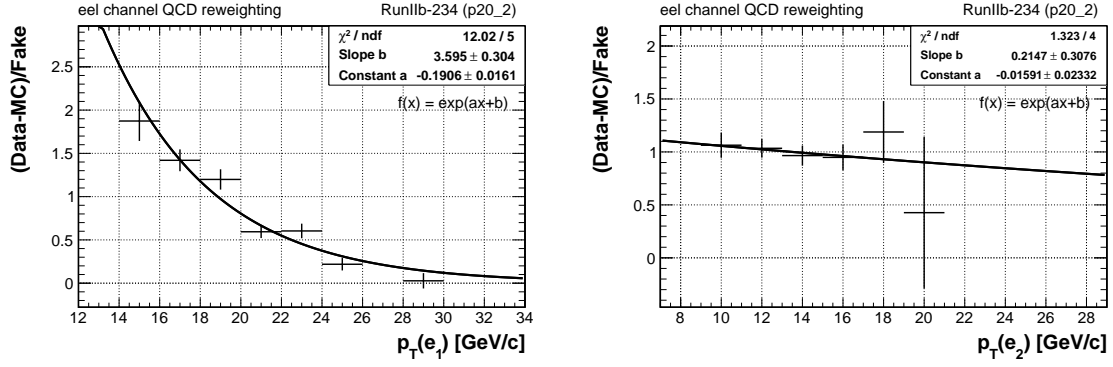 eel channel QCD reweighting RunIIb-234 (p20_2)
χ² / ndf 12.02 / 5
Slope b 3.595 ± 0.304
Constant a -0.1906 ± 0.0161
f(x) = exp(ax+b)
(Data-MC)/Fake
2.5
2
1.5
1
0.5
0
12 14 16 18 20 22 24 26 28 30 32 34
p_T(e_1) [GeV/c]
eel channel QCD reweighting RunIIb-234 (p20_2)
χ² / ndf 1.323 / 4
Slope b 0.2147 ± 0.3076
Constant a -0.01591 ± 0.02332
f(x) = exp(ax+b)
(Data-MC)/Fake
2
1.5
1
0.5
0
8 10 12 14 16 18 20 22 24 26 28
p_T(e_2) [GeV/c]